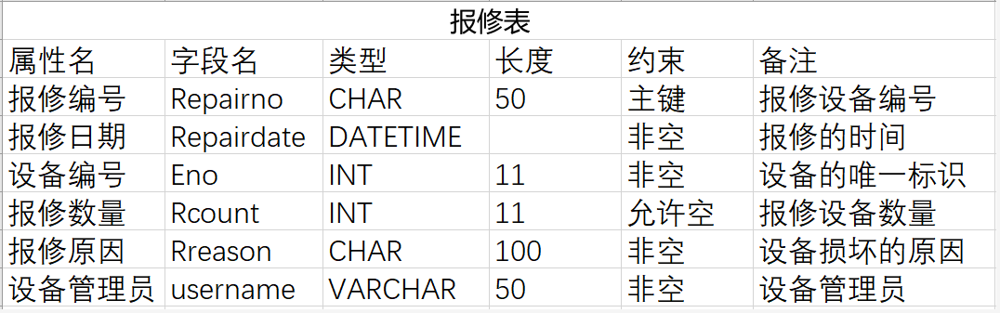 报修表
属性名 字段名 类型 长度 约束 备注
报修编号 Repairno CHAR 50 主键 报修设备编号
报修日期 Repairdate DATETIME 非空 报修的时间
设备编号 Eno INT 11 非空 设备的唯一标识
报修数量 Rcount INT 11 允许空 报修设备数量
报修原因 Rreason CHAR 100 非空 设备损坏的原因
设备管理员 username VARCHAR 50 非空 设备管理员